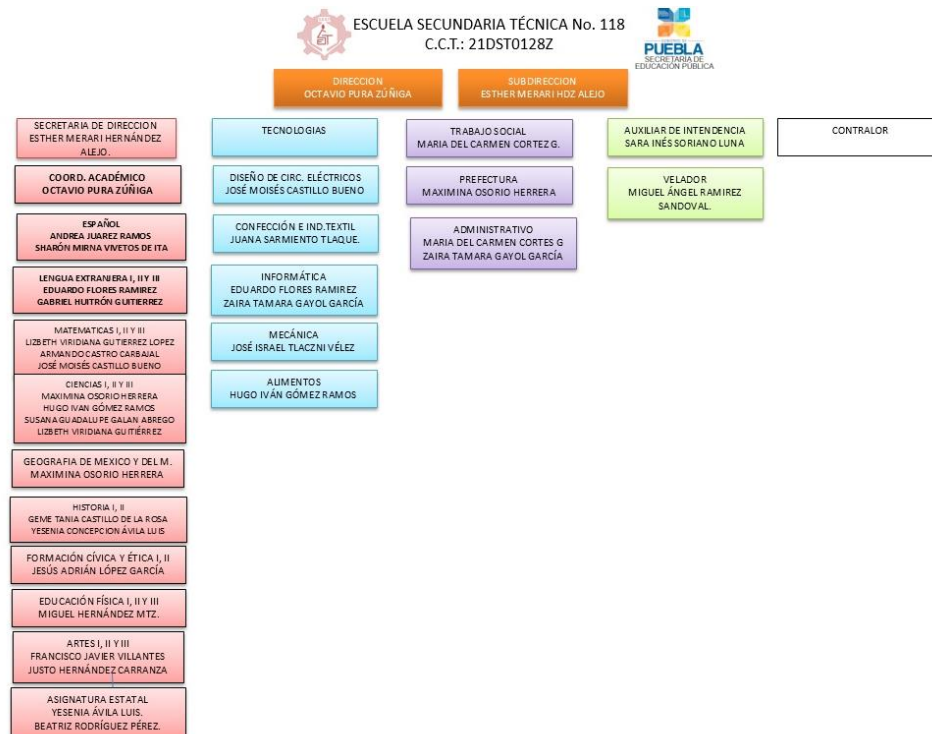 ESCUELA SECUNDARIA TÉCNICA No. 118
C.C.T.: 21DST0128Z
PUEBLA
SECRETARÍA DE
EDUCACIÓN PÚBLICA
DIRECCION
OCTAVIO PURA ZÚÑIGA
SUBDIRECCION
ESTHER MERARI HDZ ALEJO
SECRETARIA DE DIRECCION
ESTHER MERARI HERNÁNDEZ
ALEJO.
COORD. ACADÉMICO
OCTAVIO PURA ZÚÑIGA
ESPAÑOL
ANDREA JUAREZ RAMOS
SHARÓN MIRNA VIVETOS DE ITA
LENGUA EXTRANJERA I, II Y III
EDUARDO FLORES RAMIREZ
GABRIEL HUITRÓN GUITIERREZ
MATEMATICAS I, II Y III
LIZBETH VIRIDIANA GUTIERREZ LOPEZ
ARMANDO CASTRO CARBAJAL
JOSÉ MOISÉS CASTILLO BUENO
CIENCIAS I, II Y III
MAXIMINA OSORIO HERRERA
HUGO IVAN GÓMEZ RAMOS
SUSANA GUADALUPE GALAN ABREGO
LIZBETH VIRIDIANA GUITIÉRREZ
GEOGRAFIA DE MEXICO Y DEL M.
MAXIMINA OSORIO HERRERA
HISTORIA I, II
GEME TANIA CASTILLO DE LA ROSA
YESENIA CONCEPCION ÁVILA LUIS
FORMACIÓN CÍVICA Y ÉTICA I, II
JESÚS ADRIÁN LÓPEZ GARCÍA
EDUCACIÓN FÍSICA I, II Y III
MIGUEL HERNÁNDEZ MTZ.
ARTES I, II Y III
FRANCISCO JAVIER VILLANTES
JUSTO HERNÁNDEZ CARRANZA
ASIGNATURA ESTATAL
YESENIA ÁVILA LUIS.
BEATRIZ RODRÍGUEZ PÉREZ.
TECNOLOGIAS
DISEÑO DE CIRC. ELÉCTRICOS
JOSÉ MOISÉS CASTILLO BUENO
CONFECCIÓN E IND.TEXTIL
JUANA SARMIENTO TLAQUE.
INFORMÁTICA
EDUARDO FLORES RAMIREZ
ZAIRA TAMARA GAYOL GARCÍA
MECÁNICA
JOSÉ ISRAEL TLACZNI VÉLEZ
ALIMENTOS
HUGO IVÁN GÓMEZ RAMOS
TRABAJO SOCIAL
MARIA DEL CARMEN CORTEZ G.
PREFECTURA
MAXIMINA OSORIO HERRERA
ADMINISTRATIVO
MARIA DEL CARMEN CORTES G
ZAIRA TAMARA GAYOL GARCÍA
AUXILIAR DE INTENDENCIA
SARA INÉS SORIANO LUNA
VELADOR
MIGUEL ÁNGEL RAMIREZ
SANDOVAL.
CONTRALOR